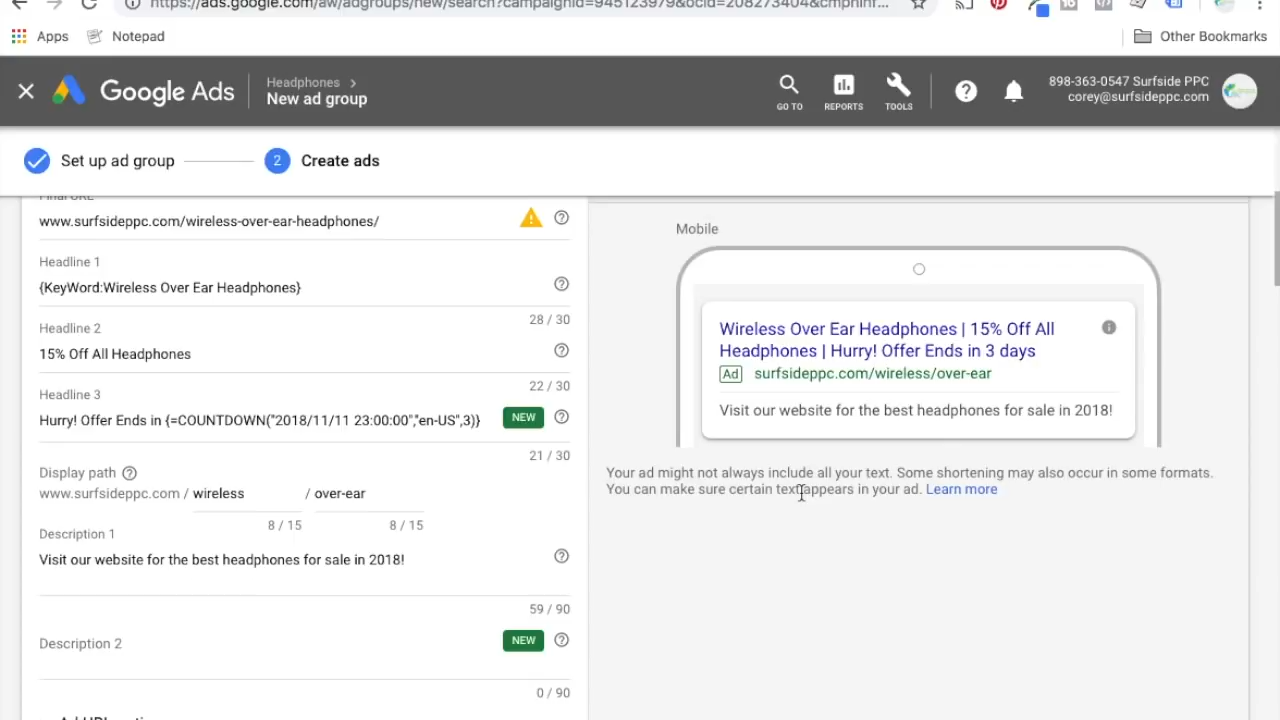 https://ads.google.com/aw/adgroups/new/search?campaignId=945123979&ocid=208273404&cmpnInf...
Apps
Notepad
Other Bookmarks
Google Ads
Headphones >
New ad group
GO TO
REPORTS
TOOLS
898-363-0547 Surfside PPC
corey@surfsideppc.com
Set up ad group
2
Create ads
Final URL
www.surfsideppc.com/wireless-over-ear-headphones/
Headline 1
{KeyWord:Wireless Over Ear Headphones}
28 / 30
Headline 2
15% Off All Headphones
22 / 30
Headline 3
Hurry! Offer Ends in {=COUNTDOWN("2018/11/11 23:00:00","en-US",3)}
NEW
21 / 30
Display path
www.surfsideppc.com / wireless / over-ear
8 / 15 8 / 15
Description 1
Visit our website for the best headphones for sale in 2018!
59 / 90
Description 2
NEW
0 / 90
Mobile
Wireless Over Ear Headphones | 15% Off All
Headphones | Hurry! Offer Ends in 3 days
Ad surfsideppc.com/wireless/over-ear
Visit our website for the best headphones for sale in 2018!
Your ad might not always include all your text. Some shortening may also occur in some formats.
You can make sure certain text appears in your ad. Learn more